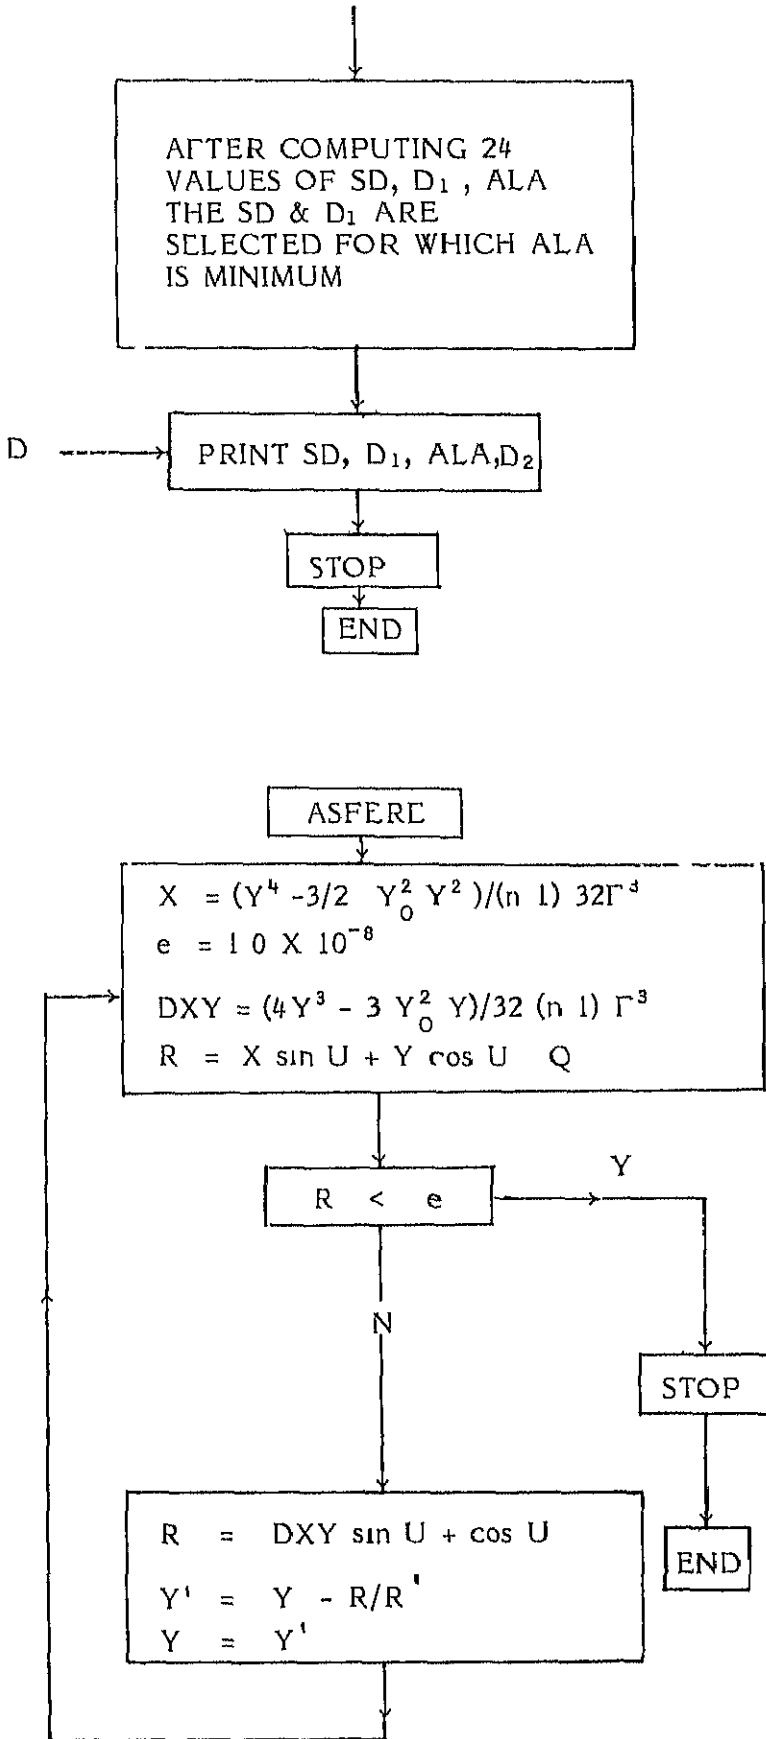 AFTER COMPUTING 24
VALUES OF SD, D₁ , ALA
THE SD & D₁ ARE
SELECTED FOR WHICH ALA
IS MINIMUM
D
PRINT SD, D₁, ALA,D₂
STOP
END
ASFERE
X = (Y⁴ -3/2 Y₀² Y² )/(n 1) 32F³
e = 1 0 X 10⁻⁸
DXY = (4Y³ - 3 Y₀² Y)/32 (n 1) F³
R = X sin U + Y cos U Q
R < e
Y
N
STOP
R = DXY sin U + cos U
Y' = Y - R/R'
Y = Y'
END